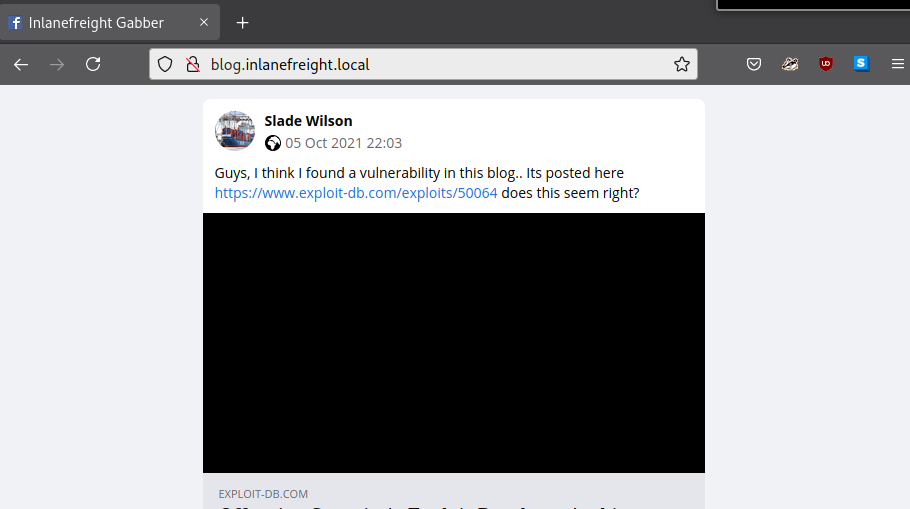 Inlanefreight Gabber
blog.inlanefreight.local
Slade Wilson
05 Oct 2021 22:03
Guys, I think I found a vulnerability in this blog.. Its posted here
https://www.exploit-db.com/exploits/50064 does this seem right?
EXPLOIT-DB.COM